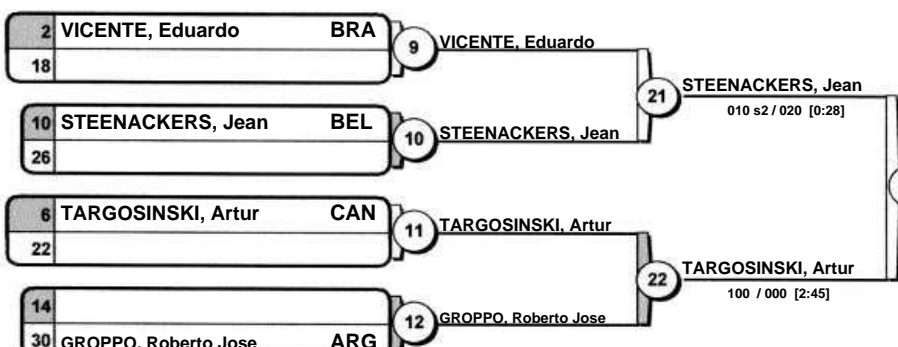 2 VICENTE, Eduardo BRA
18
9
VICENTE, Eduardo
10 STEENACKERS, Jean BEL
26
10
STEENACKERS, Jean
21
STEENACKERS, Jean
010 s2 / 020 [0:28]
6 TARGOSINSKI, Artur CAN
22
11
TARGOSINSKI, Artur
14
30 GROPPO, Roberto Jose ARG
12
GROPPO, Roberto Jose
22
TARGOSINSKI, Artur
100 / 000 [2:45]